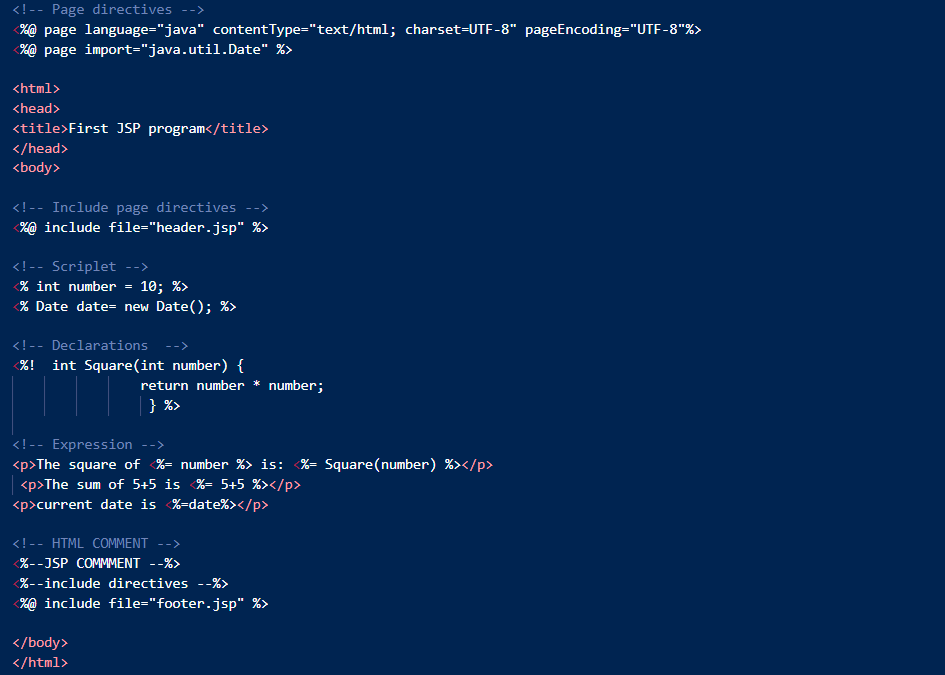 <!-- Page directives -->
<%@ page language="java" contentType="text/html; charset=UTF-8" pageEncoding="UTF-8"%>
<%@ page import="java.util.Date" %>
<html>
<head>
<title>First JSP program</title>
</head>
<body>
<!-- Include page directives -->
<%@ include file="header.jsp" %>
<!-- Scriplet -->
<% int number = 10; %>
<% Date date= new Date(); %>
<!-- Declarations  -->
<%!  int Square(int number) {
return number * number;
} %>
<!-- Expression -->
<p>The square of <%= number %> is: <%= Square(number) %></p>
<p>The sum of 5+5 is <%= 5+5 %></p>
<p>current date is <%=date%></p>
<!-- HTML COMMENT -->
<%--JSP COMMMENT --%>
<%--include directives --%>
<%@ include file="footer.jsp" %>
</body>
</html>